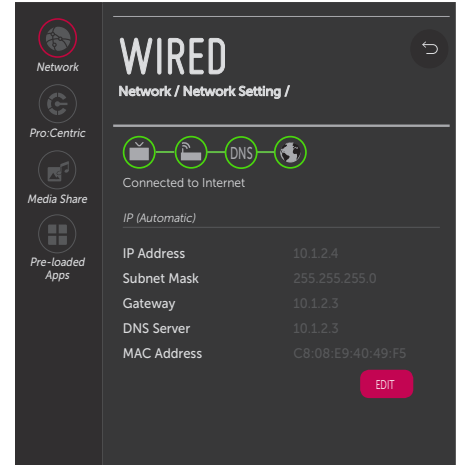 Network
Pro:Centric
Media Share
Pre-loaded
Apps
WIRED
Network / Network Setting /
DNS
Connected to Internet
IP (Automatic)
IP Address 10.1.2.4
Subnet Mask 255.255.255.0
Gateway 10.1.2.3
DNS Server 10.1.2.3
MAC Address C8:08:E9:40:49:F5
EDIT